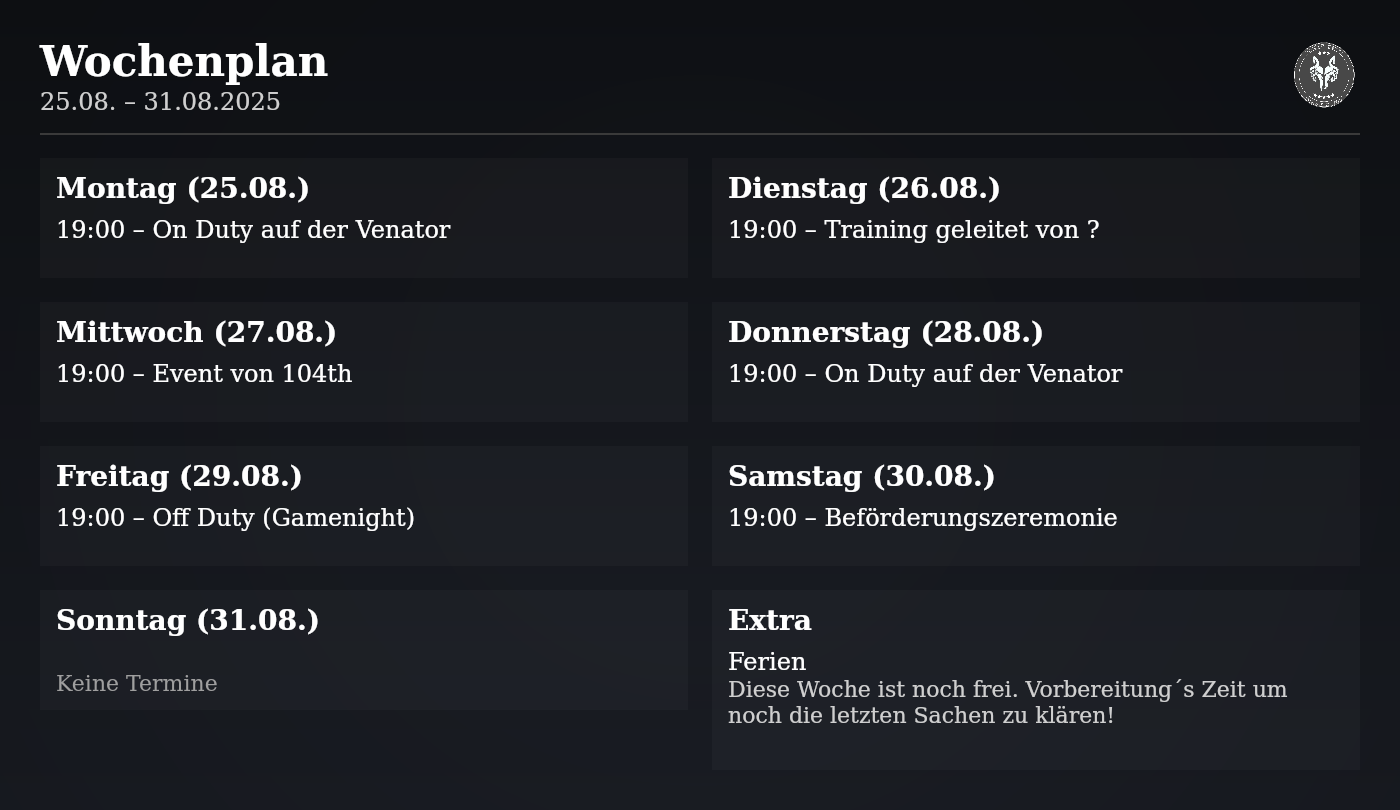 Wochenplan
25.08. – 31.08.2025
Montag (25.08.)
19:00 – On Duty auf der Venator
Dienstag (26.08.)
19:00 – Training geleitet von ?
Mittwoch (27.08.)
19:00 – Event von 104th
Donnerstag (28.08.)
19:00 – On Duty auf der Venator
Freitag (29.08.)
19:00 – Off Duty (Gamenight)
Samstag (30.08.)
19:00 – Beförderungszeremonie
Sonntag (31.08.)
Keine Termine
Extra
Ferien
Diese Woche ist noch frei. Vorbereitung´s Zeit um
noch die letzten Sachen zu klären!